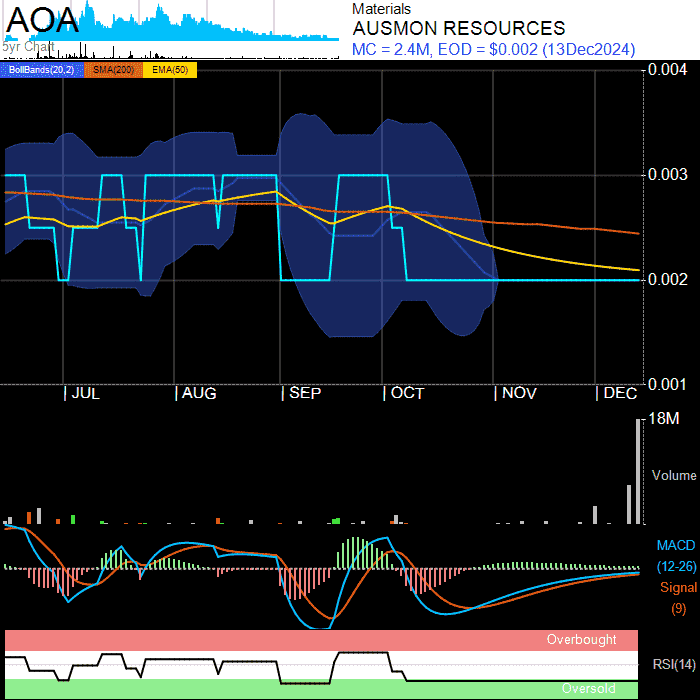 AOA
5yr Chart
Materials
AUSMON RESOURCES
MC = 2.4M, EOD = $0.002 (13Dec2024)
BollBands(20,2) SMA(200) EMA(50)
0.004
0.003
0.002
0.001
JUL AUG SEP OCT NOV DEC
18M
Volume
MACD
(12-26)
Signal
(9)
Overbought
RSI(14)
Oversold